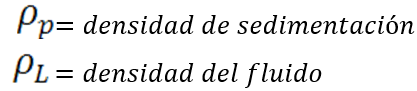 ρp= densidad de sedimentación
ρL= densidad del fluido